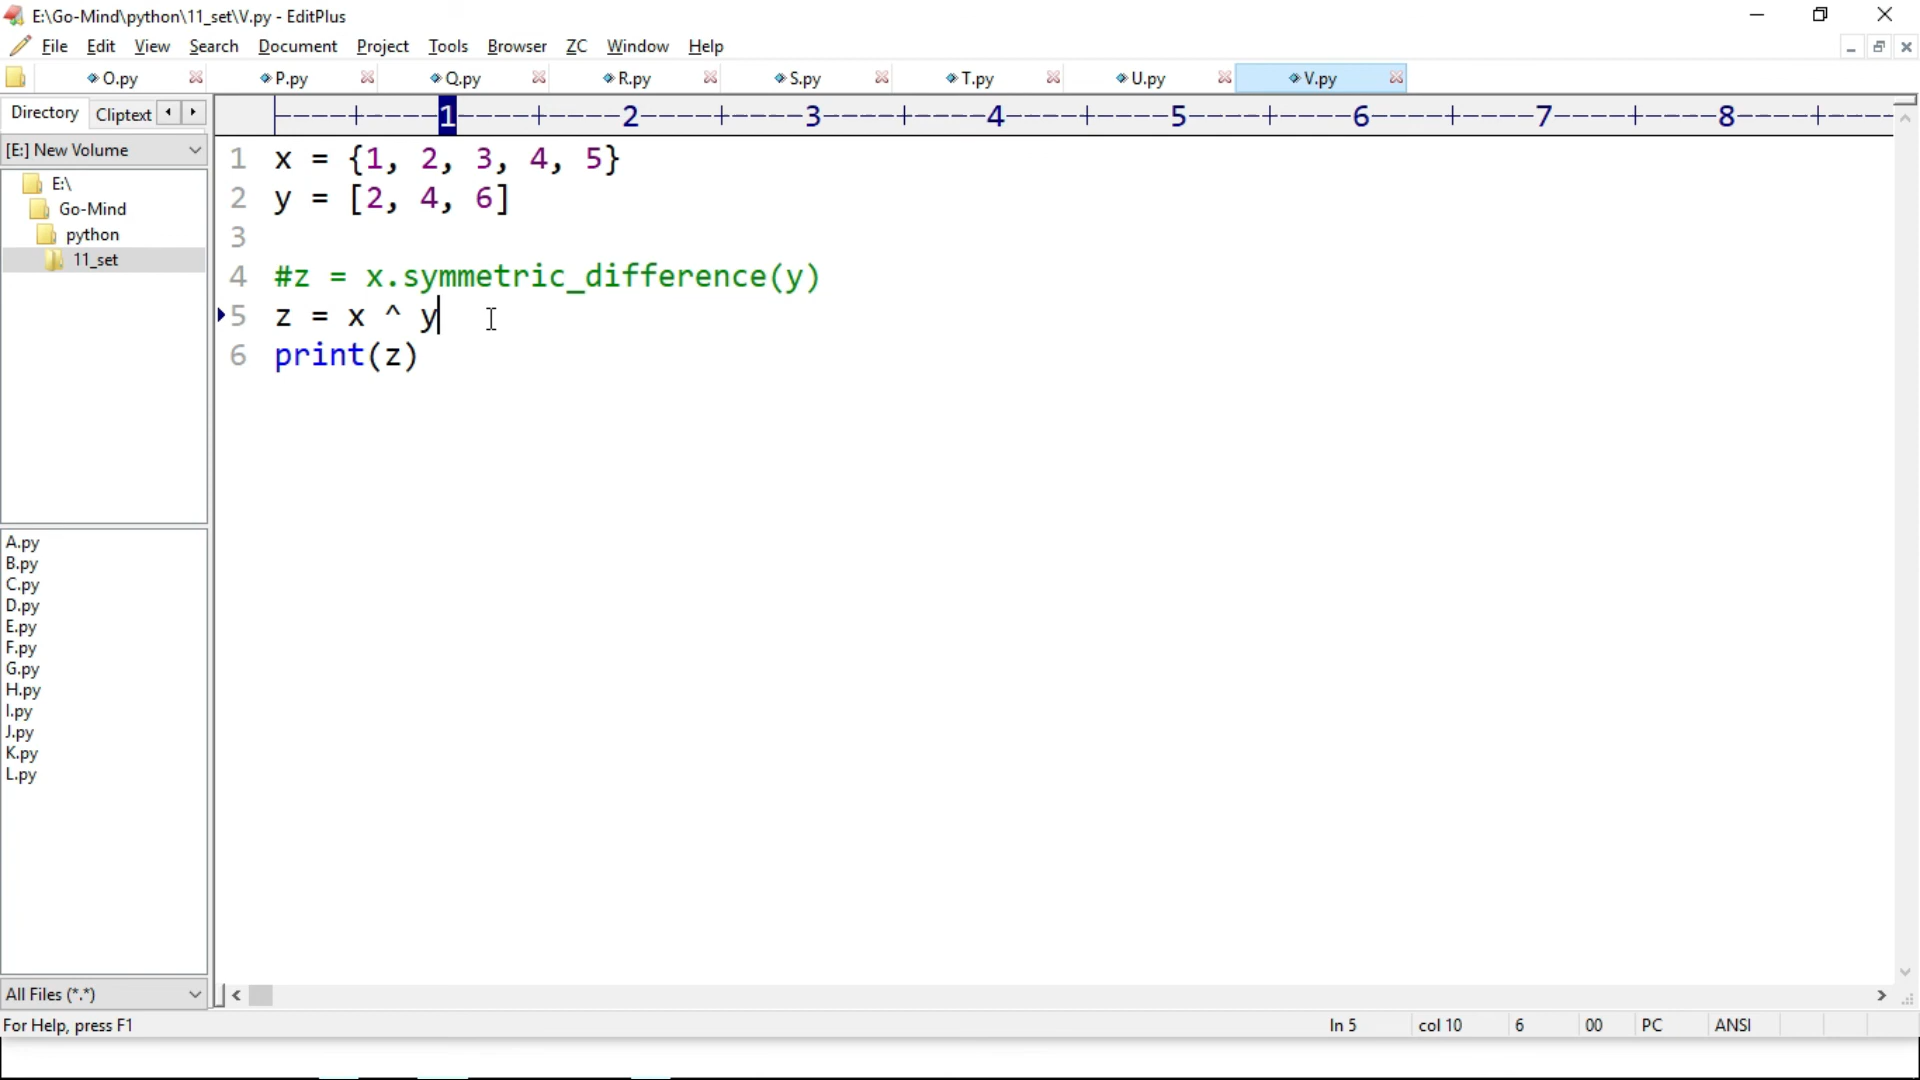 E:\Go-Mind\python\11_set\V.py - EditPlus
File Edit View Search Document Project Tools Browser ZC Window Help
O.py P.py Q.py R.py S.py T.py U.py V.py
Directory Cliptext
----+----1----+----2----+----3----+----4----+----5----+----6----+----7----+----8----+----
[E:] New Volume
E:\
Go-Mind
python
11_set
1 x = {1, 2, 3, 4, 5}
2 y = [2, 4, 6]
3
4 #z = x.symmetric_difference(y)
5 z = x ^ y
6 print(z)
A.py
B.py
C.py
D.py
E.py
F.py
G.py
H.py
I.py
J.py
K.py
L.py
All Files (*.*)
For Help, press F1 ln 5 col 10 6 00 PC ANSI